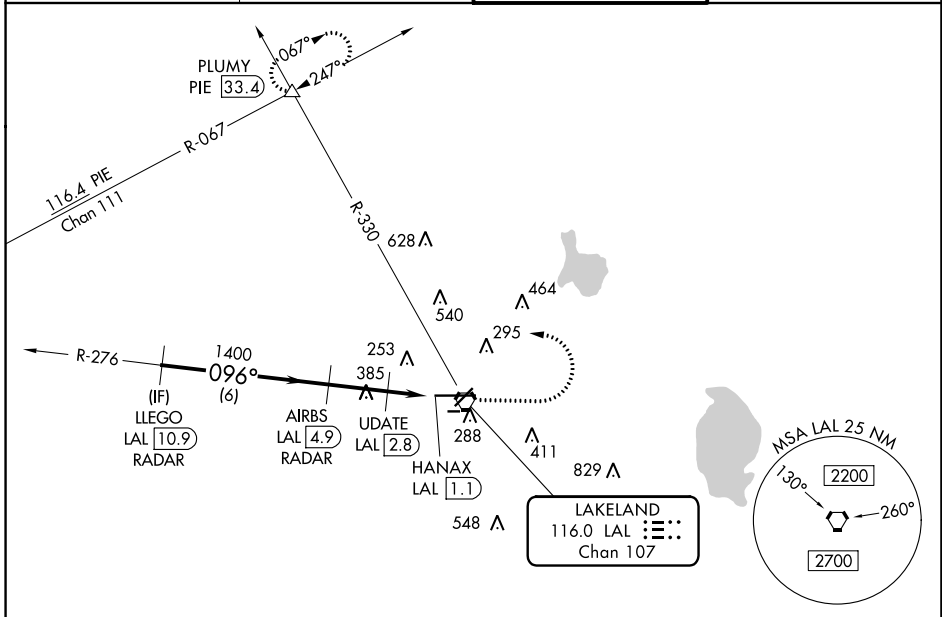 067°
247°
PLUMY
PIE 33.4
R-067
116.4 PIE
Chan 111
R-330
628
464
540
295
R-276
1400
096°
(6)
253
385
(IF)
LLEGO
LAL 10.9
RADAR
AIRBS
LAL 4.9
RADAR
UDATE
LAL 2.8
288
HANAX
LAL 1.1
411
829
548
LAKELAND
116.0 LAL
Chan 107
MSA LAL 25 NM
130°
2200
260°
2700